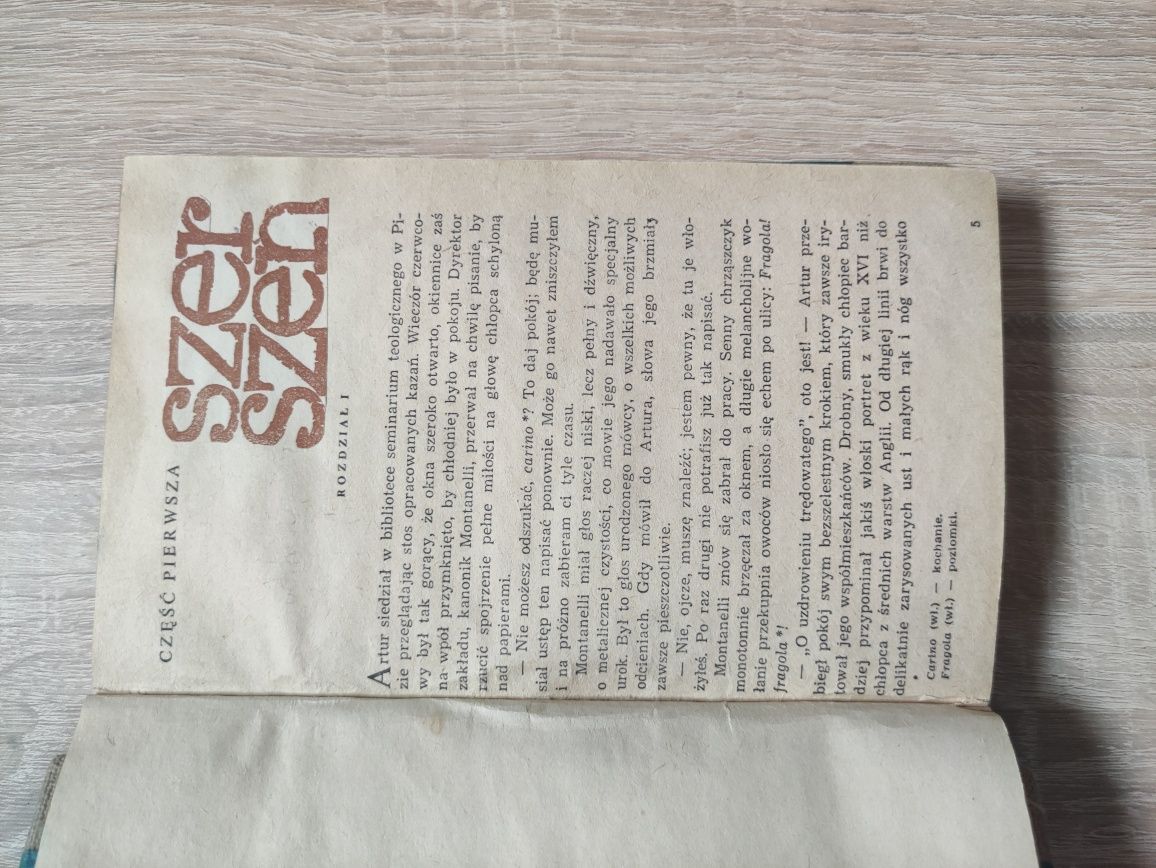 CZĘŚĆ PIERWSZA
szer
szeń
ROZDZIAŁ I
Artur siedział w bibliotece seminarium teologicznego w Pi-
zie przeglądając stos opracowanych kazań. Wieczór czerwco-
wy był tak gorący, że okna szeroko otwarto, okiennice zaś
na wpół przymknięto, by chłodniej było w pokoju. Dyrektor
zakładu, kanonik Montanelli, przerwał na chwilę pisanie, by
rzucić spojrzenie pełne miłości na głowę chłopca schyloną
nad papierami.
— Nie możesz odszukać, carino *? To daj pokój; będę mu-
siał ustęp ten napisać ponownie. Może go nawet zniszczyłem
i na próżno zabieram ci tyle czasu.
Montanelli miał głos raczej niski, lecz pełny i dźwięczny,
o metalicznej czystości, co mowie jego nadawało specjalny
urok. Był to głos urodzonego mówcy, o wszelkich możliwych
odcieniach. Gdy mówił do Artura, słowa jego brzmiały
zawsze pieszczotliwie.
— Nie, ojcze, muszę znaleźć; jestem pewny, że tu je wło-
żyłeś. Po raz drugi nie potrafisz już tak napisać.
Montanelli znów się zabrał do pracy. Senny chrząszczyk
monotonnie brzęczał za oknem, a długie melancholijne wo-
łanie przekupnia owoców niosło się echem po ulicy: Fragola!
fragola *!
— „O uzdrowieniu trędowatego”, oto jest! — Artur prze-
biegł pokój swym bezszelestnym krokiem, który zawsze iry-
tował jego współmieszkańców. Drobny, smukły chłopiec bar-
dziej przypominał jakiś włoski portret z wieku XVI niż
chłopca z średnich warstw Anglii. Od długiej linii brwi do
delikatnie zarysowanych ust i małych rąk i nóg wszystko
*
Carino (wł.) — kochanie.
Fragola (wł.) — poziomki.
5